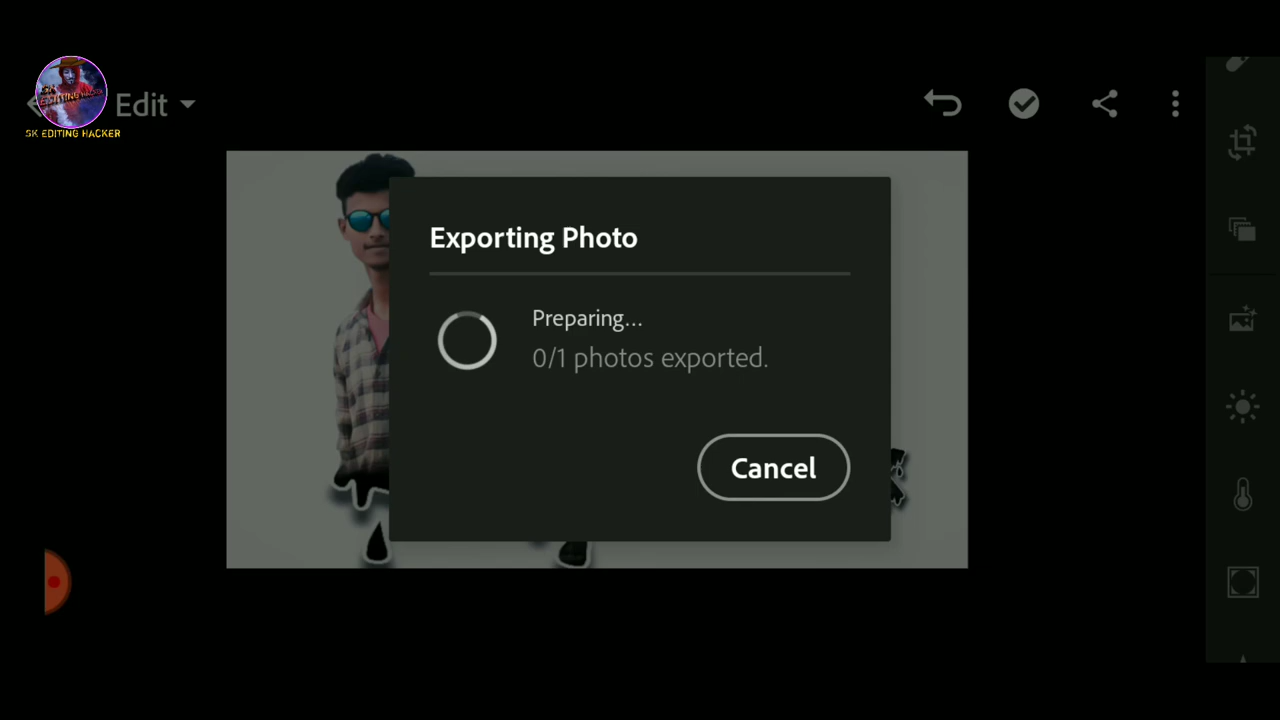 Edit
SK EDITING HACKER
Exporting Photo
Preparing...
0/1 photos exported.
Cancel